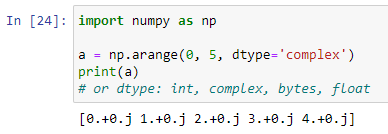 In [24]: import numpy as np
a = np.arange(0, 5, dtype='complex')
print(a)
# or dtype: int, complex, bytes, float
[0.+0.j 1.+0.j 2.+0.j 3.+0.j 4.+0.j]